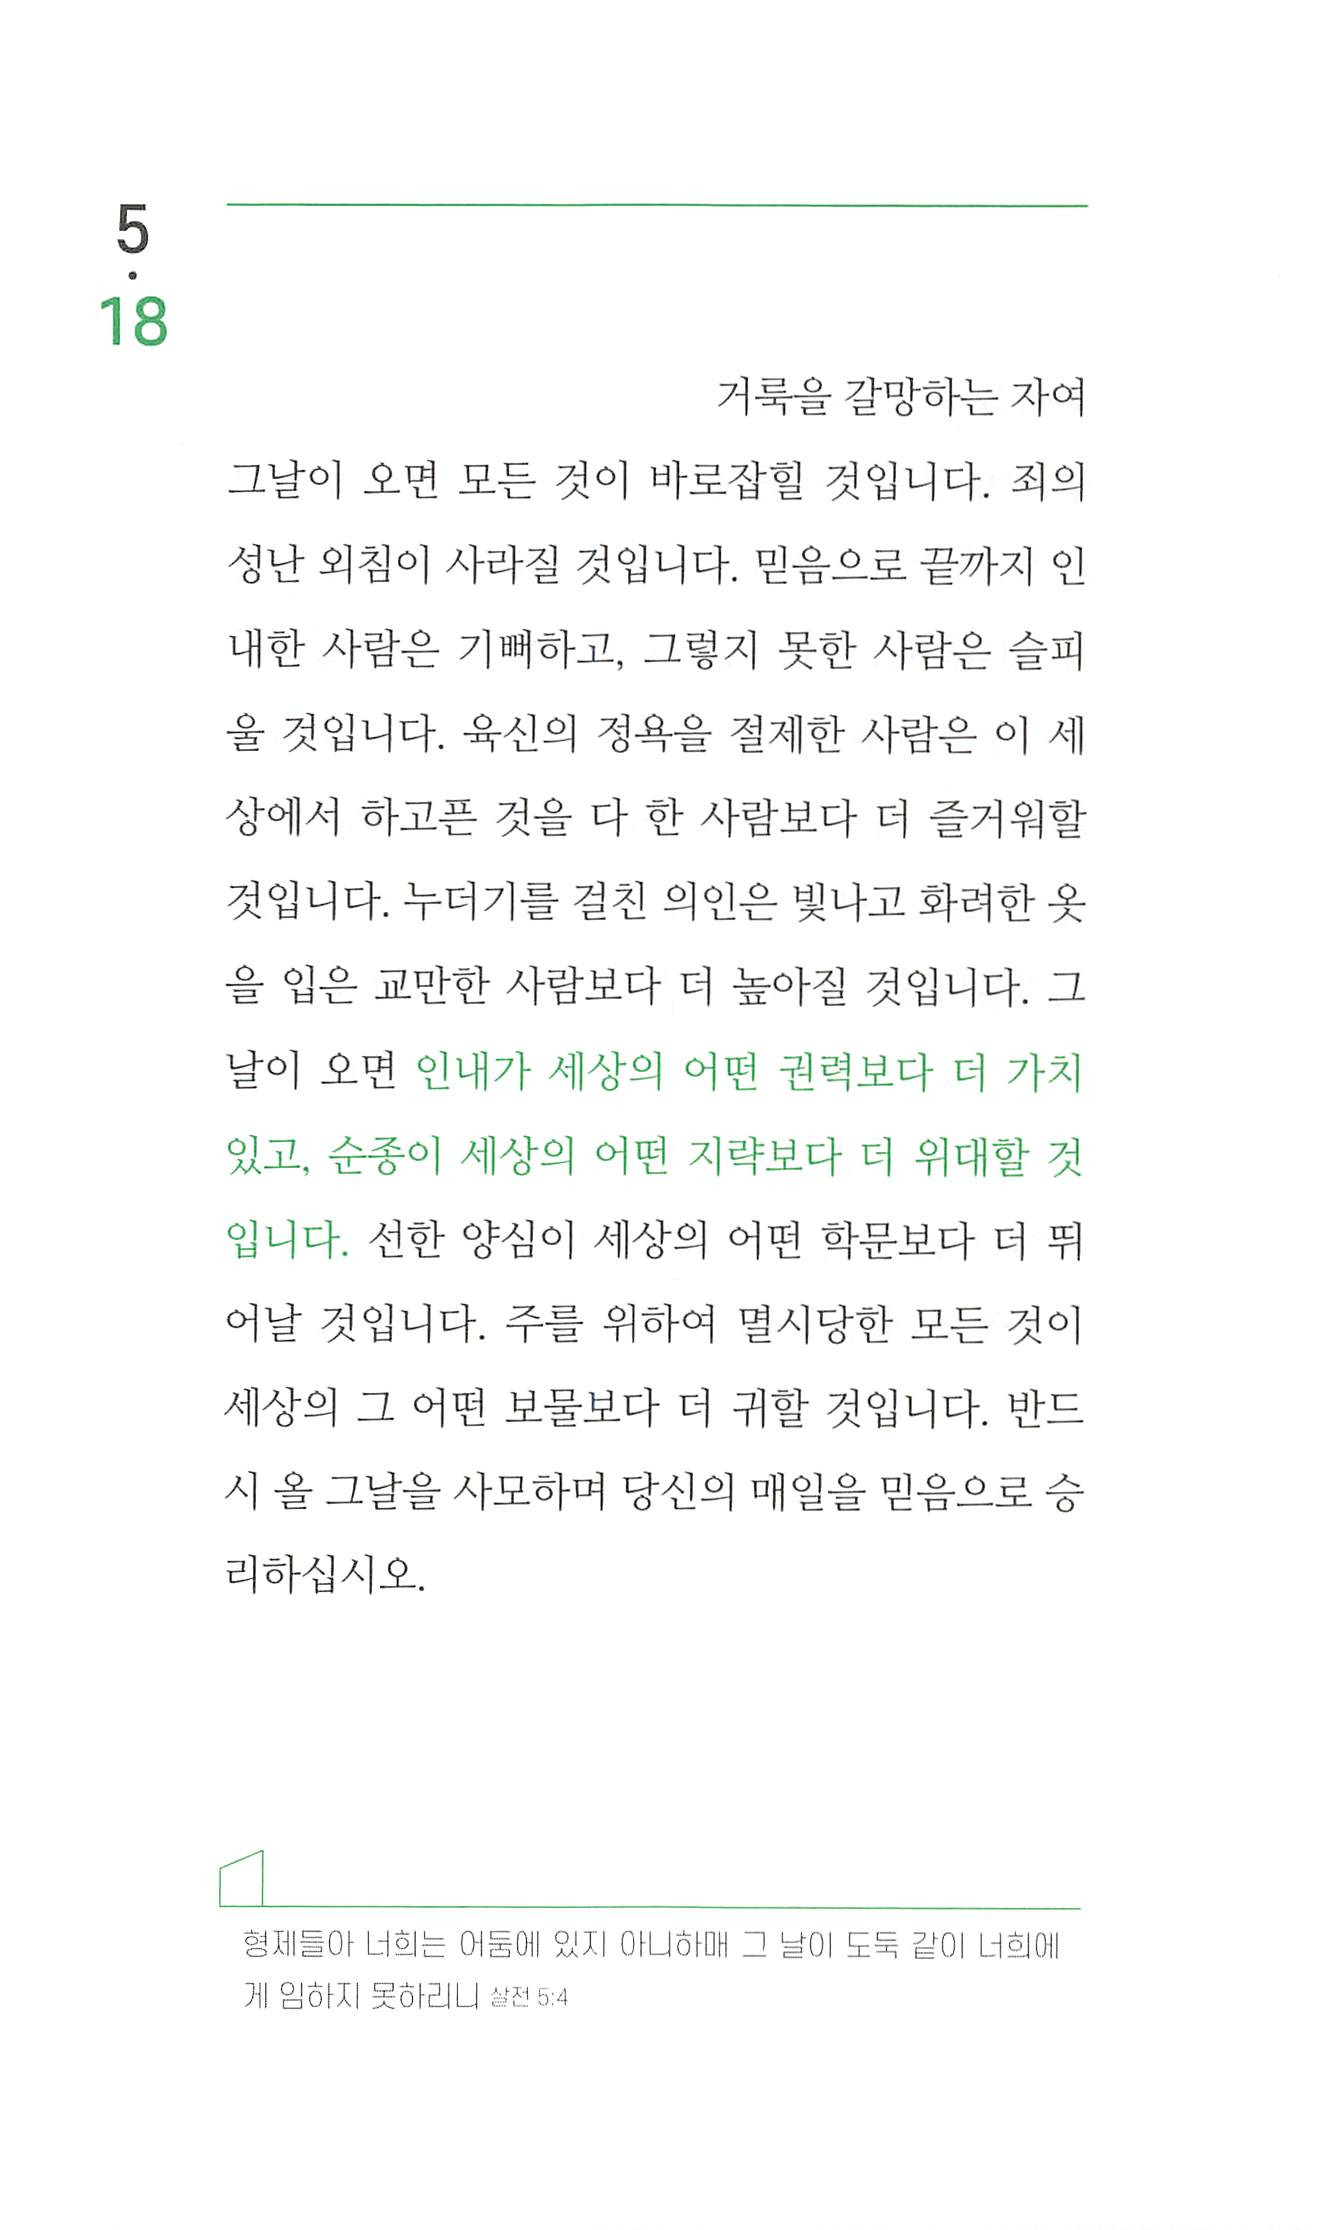 5
·
18
거룩을 갈망하는 자여
그날이 오면 모든 것이 바로잡힐 것입니다. 죄의
성난 외침이 사라질 것입니다. 믿음으로 끝까지 인
내한 사람은 기뻐하고, 그렇지 못한 사람은 슬피
울 것입니다. 육신의 정욕을 절제한 사람은 이 세
상에서 하고픈 것을 다 한 사람보다 더 즐거워할
것입니다. 누더기를 걸친 의인은 빛나고 화려한 옷
을 입은 교만한 사람보다 더 높아질 것입니다. 그
날이 오면 인내가 세상의 어떤 권력보다 더 가치
있고, 순종이 세상의 어떤 지략보다 더 위대할 것
입니다. 선한 양심이 세상의 어떤 학문보다 더 뛰
어날 것입니다. 주를 위하여 멸시당한 모든 것이
세상의 그 어떤 보물보다 더 귀할 것입니다. 반드
시 올 그날을 사모하며 당신의 매일을 믿음으로 승
리하십시오.
형제들아 너희는 어둠에 있지 아니하매 그 날이 도둑 같이 너희에
게 임하지 못하리니 살전 5:4